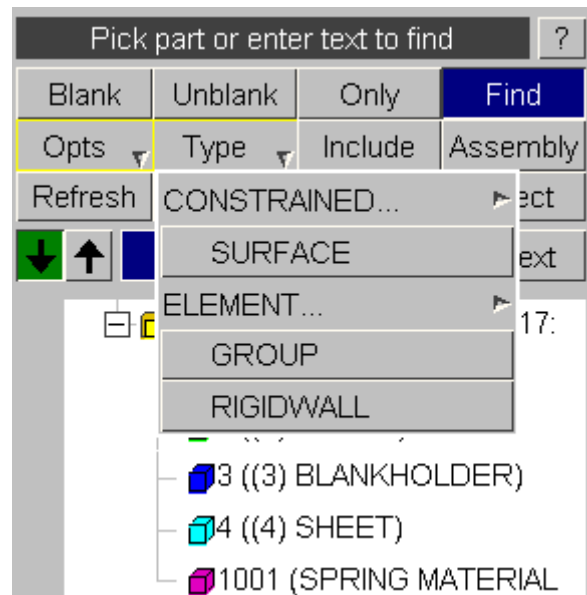 Pick part or enter text to find ?
Blank Unblank Only Find
Opts Type Include Assembly
Refresh CONSTRAINED... ect
SURFACE ext
ELEMENT... 17:
GROUP
RIGIDWALL
3 ((3) BLANKHOLDER)
4 ((4) SHEET)
1001 (SPRING MATERIAL